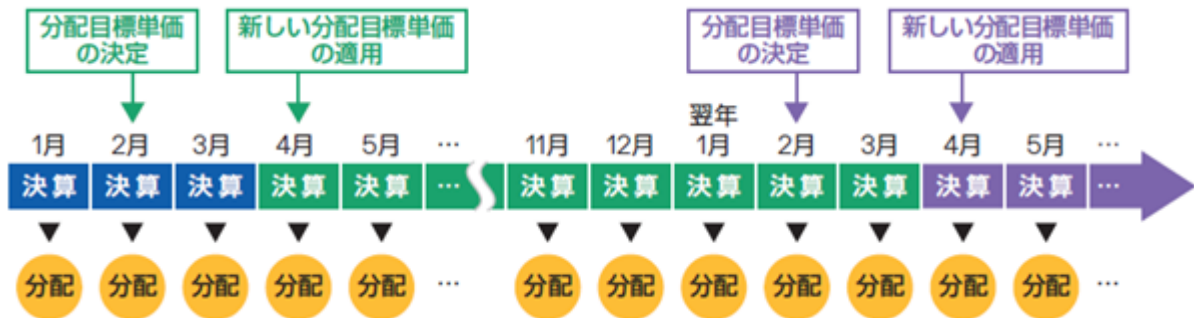 分配目標単価
の決定
新しい分配目標単価
の適用
分配目標単価
の決定
新しい分配目標単価
の適用
翌年
1月 2月 3月 4月 5月 … 11月 12月 1月 2月 3月 4月 5月 …
決算 決算 決算 決算 決算 … 決算 決算 決算 決算 決算 決算 決算 …
分配 分配 分配 分配 分配 … 分配 分配 分配 分配 分配 分配 分配 …